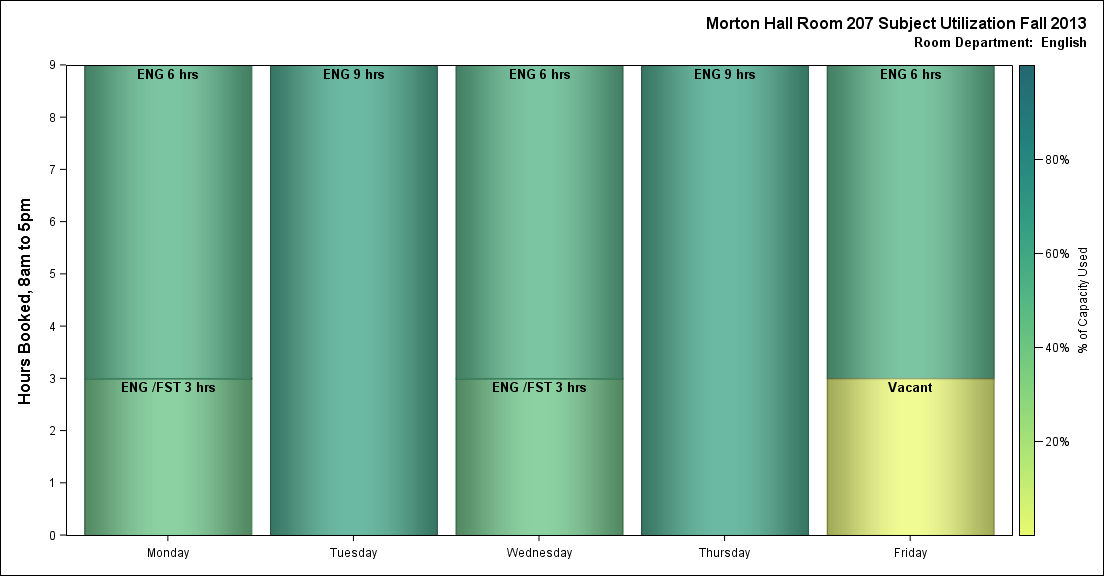 Morton Hall Room 207 Subject Utilization Fall 2013
Room Department:  English
Hours Booked, 8am to 5pm
9
8
7
6
5
4
3
2
1
0
ENG 6 hrs
ENG 9 hrs
ENG 6 hrs
ENG 9 hrs
ENG 6 hrs
ENG /FST 3 hrs
ENG /FST 3 hrs
Vacant
Monday
Tuesday
Wednesday
Thursday
Friday
80%
60%
40%
20%
% of Capacity Used